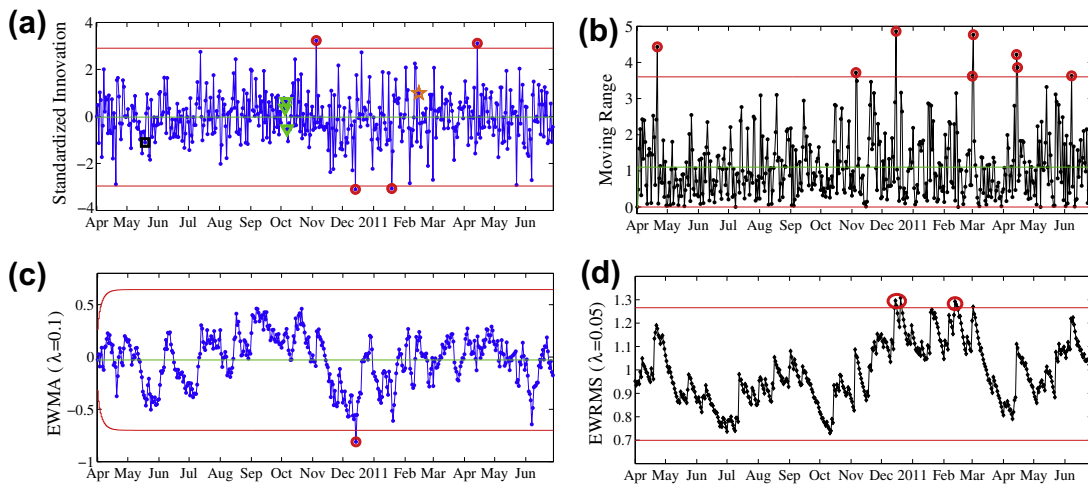 (a)
Standardized Innovation
4
2
0
−2
−4
Apr May Jun Jul Aug Sep Oct Nov Dec 2011 Feb Mar Apr May Jun
(b)
Moving Range
5
4
3
2
1
0
Apr May Jun Jul Aug Sep Oct Nov Dec 2011 Feb Mar Apr May Jun
(c)
EWMA (λ=0.1)
0.5
0
−0.5
−1
Apr May Jun Jul Aug Sep Oct Nov Dec 2011 Feb Mar Apr May Jun
(d)
EWRMS (λ=0.05)
1.3
1.2
1.1
1
0.9
0.8
0.7
Apr May Jun Jul Aug Sep Oct Nov Dec 2011 Feb Mar Apr May Jun